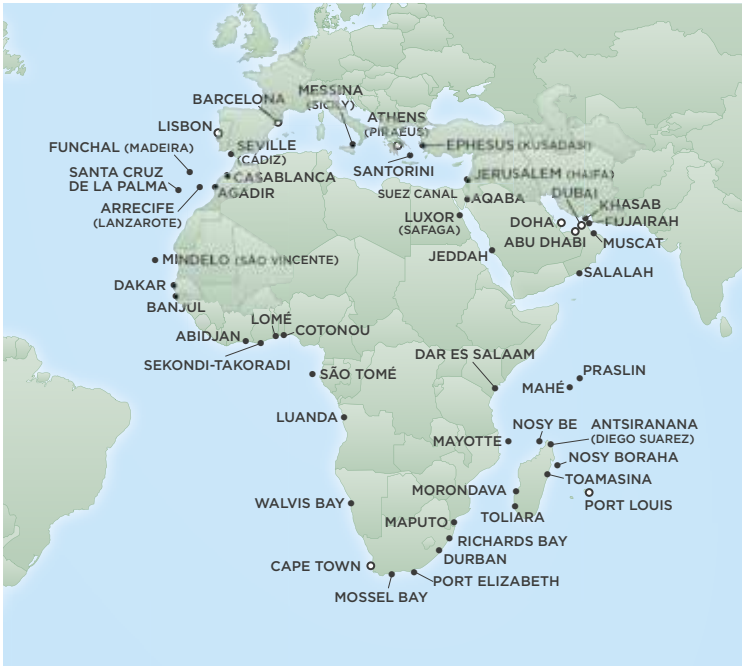 MESSINA
(SICILY)
BARCELONA
ATHENS
(PIRAEUS)
LISBON
EPHESUS (KUSADASI)
SEVILLE
(CÁDIZ)
FUNCHAL (MADEIRA)
SANTORINI
CASABLANCA
SANTA CRUZ
DE LA PALMA
JERUSALEM (HAIFA)
AGADIR
SUEZ CANAL
AQABA
DUBAI
ARRECIFE
(LANZAROTE)
KHASAB
LUXOR
(SAFAGA)
DOHA
FUJAIRAH
ABU DHABI
MUSCAT
JEDDAH
MINDELO (SÃO VINCENTE)
SALALAH
DAKAR
BANJUL
LOMÉ
COTONOU
ABIDJAN
SEKONDI-TAKORADI
DAR ES SALAAM
SÃO TOMÉ
PRASLIN
MAHÉ
LUANDA
NOSY BE
ANTSIRANANA
(DIEGO SUAREZ)
MAYOTTE
NOSY BORAHA
TOAMASINA
MORONDAVA
WALVIS BAY
PORT LOUIS
TOLIARA
MAPUTO
RICHARDS BAY
DURBAN
CAPE TOWN
PORT ELIZABETH
MOSSEL BAY